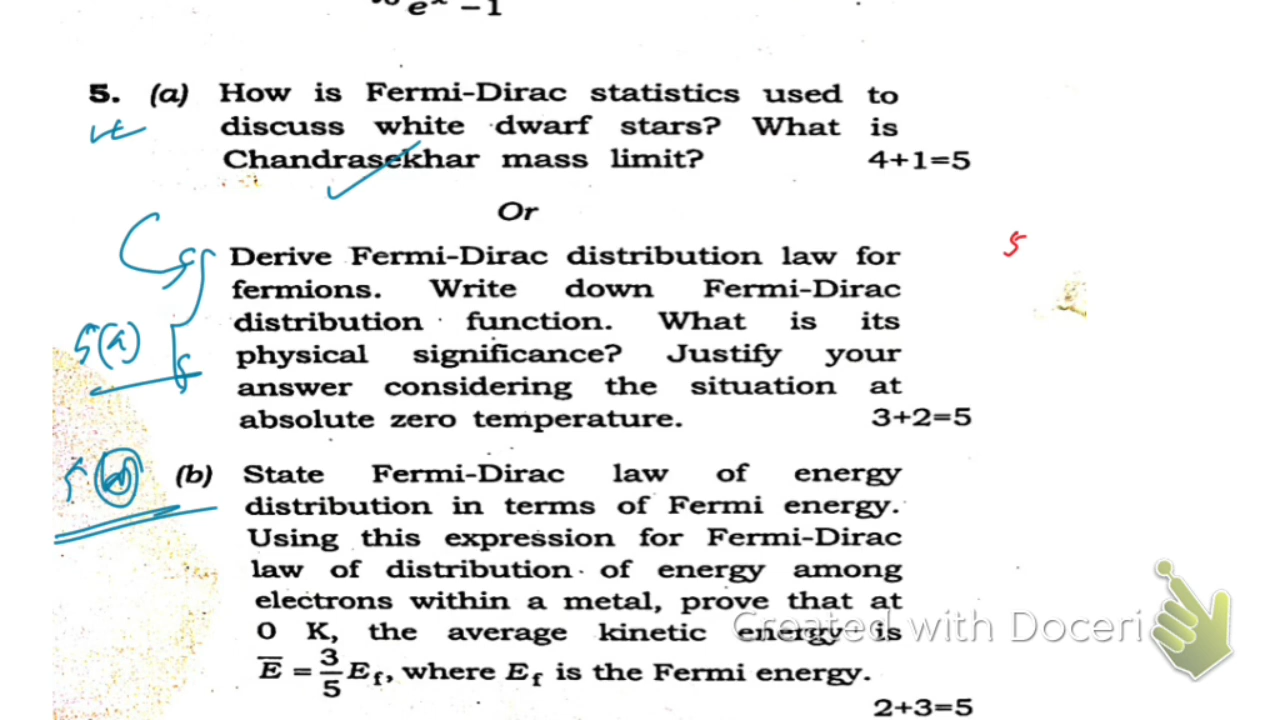 e^x – 1
5. (a) How is Fermi-Dirac statistics used to
discuss white dwarf stars? What is
Chandrasekhar mass limit? 4+1=5
Or
5
Derive Fermi-Dirac distribution law for
fermions. Write down Fermi-Dirac
distribution function. What is its
5(a)
physical significance? Justify your
answer considering the situation at
absolute zero temperature. 3+2=5
(b) State Fermi-Dirac law of energy
distribution in terms of Fermi energy.
Using this expression for Fermi-Dirac
law of distribution of energy among
electrons within a metal, prove that at
0 K, the average kinetic energy is
Created with Doceri
E̅ = 3/5 E_f, where E_f is the Fermi energy.
2+3=5